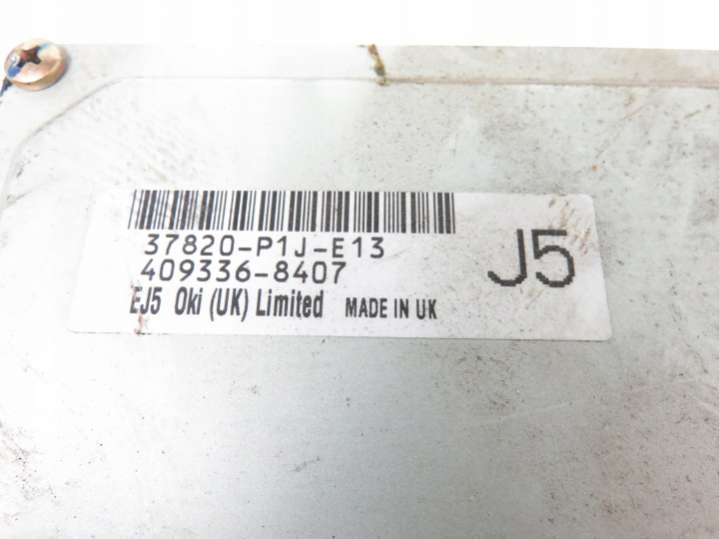 37820-P1J-E13
409336-8407
EJ5 Oki (UK) Limited MADE IN UK
J5